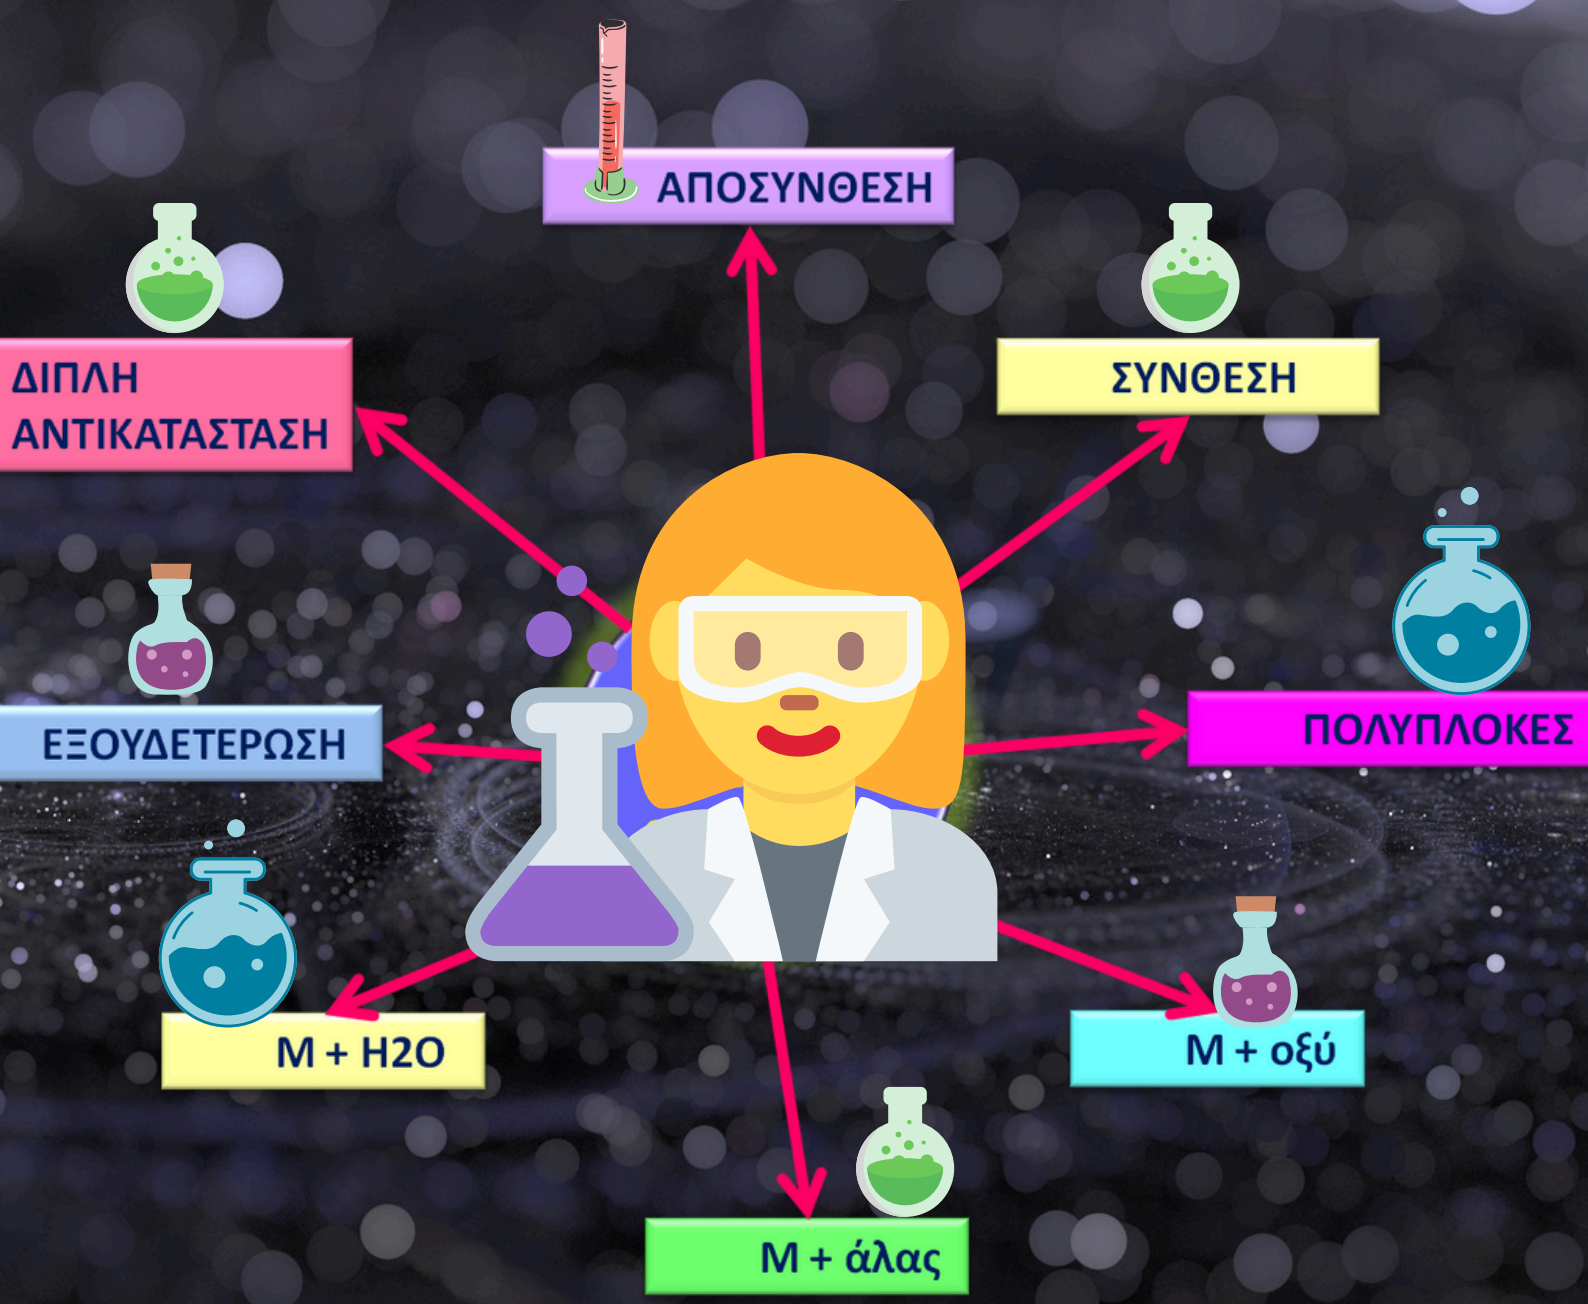 ΑΠΟΣΥΝΘΕΣΗ
ΔΙΠΛΗ
ΑΝΤΙΚΑΤΑΣΤΑΣΗ
ΣΥΝΘΕΣΗ
ΕΞΟΥΔΕΤΕΡΩΣΗ
ΠΟΛΥΠΛΟΚΕΣ
Μ + Η2Ο
Μ + οξύ
Μ + άλας